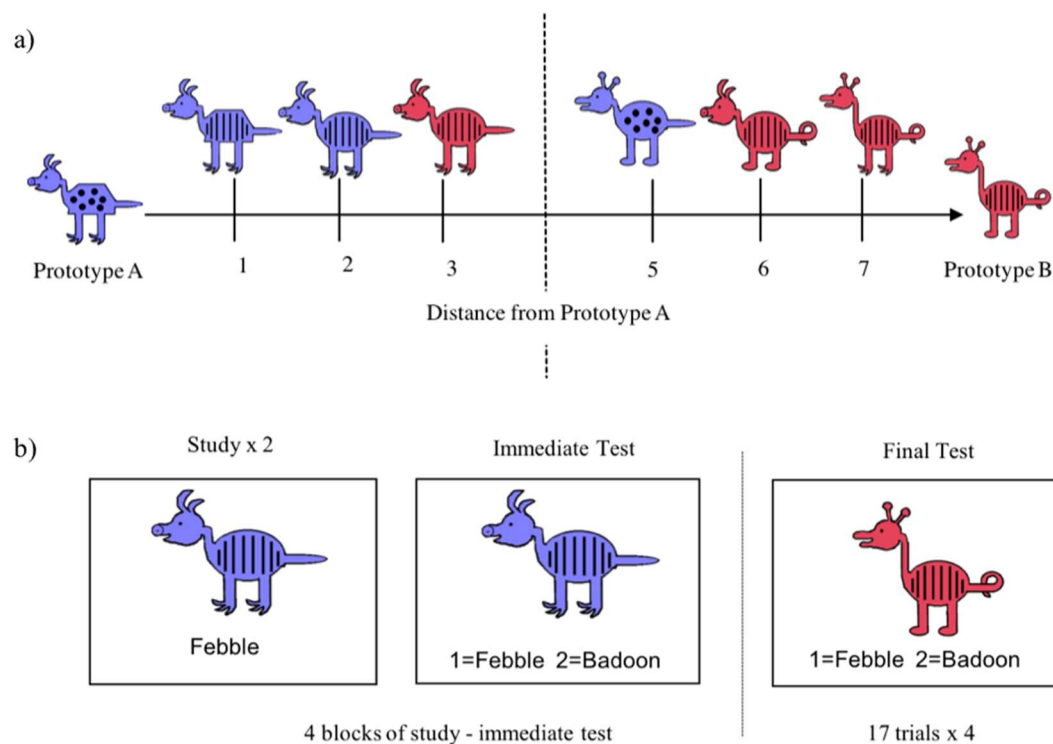 a)
Prototype A
1
2
3
5
6
7
Prototype B
Distance from Prototype A
b)
Study x 2
Immediate Test
Final Test
Febble
1=Febble 2=Badoon
1=Febble 2=Badoon
4 blocks of study - immediate test
17 trials x 4